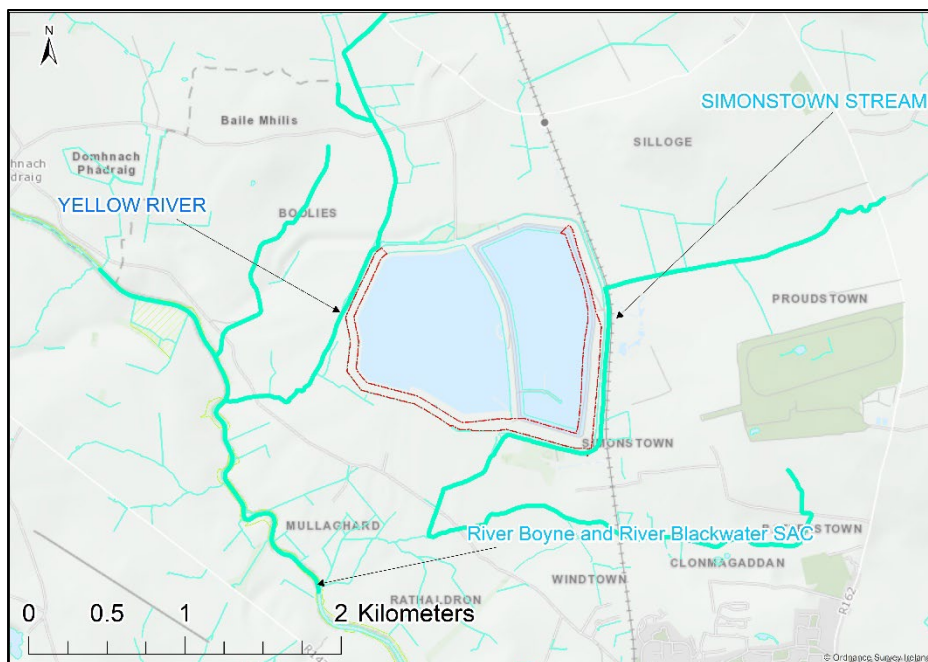 N
SIMONSTOWN STREAM
Baile Mhilis
SILLOGE
Domhnach
Phádraig
YELLOW RIVER
BOOLIES
PROUDSTOWN
SIMONSTOWN
MULLAGHARD
River Boyne and River Blackwater SAC
CLONMAGADDAN
WINDTOWN
RATHALDRON
R162
0 0.5 1 2 Kilometers
© Ordnance Survey Ireland